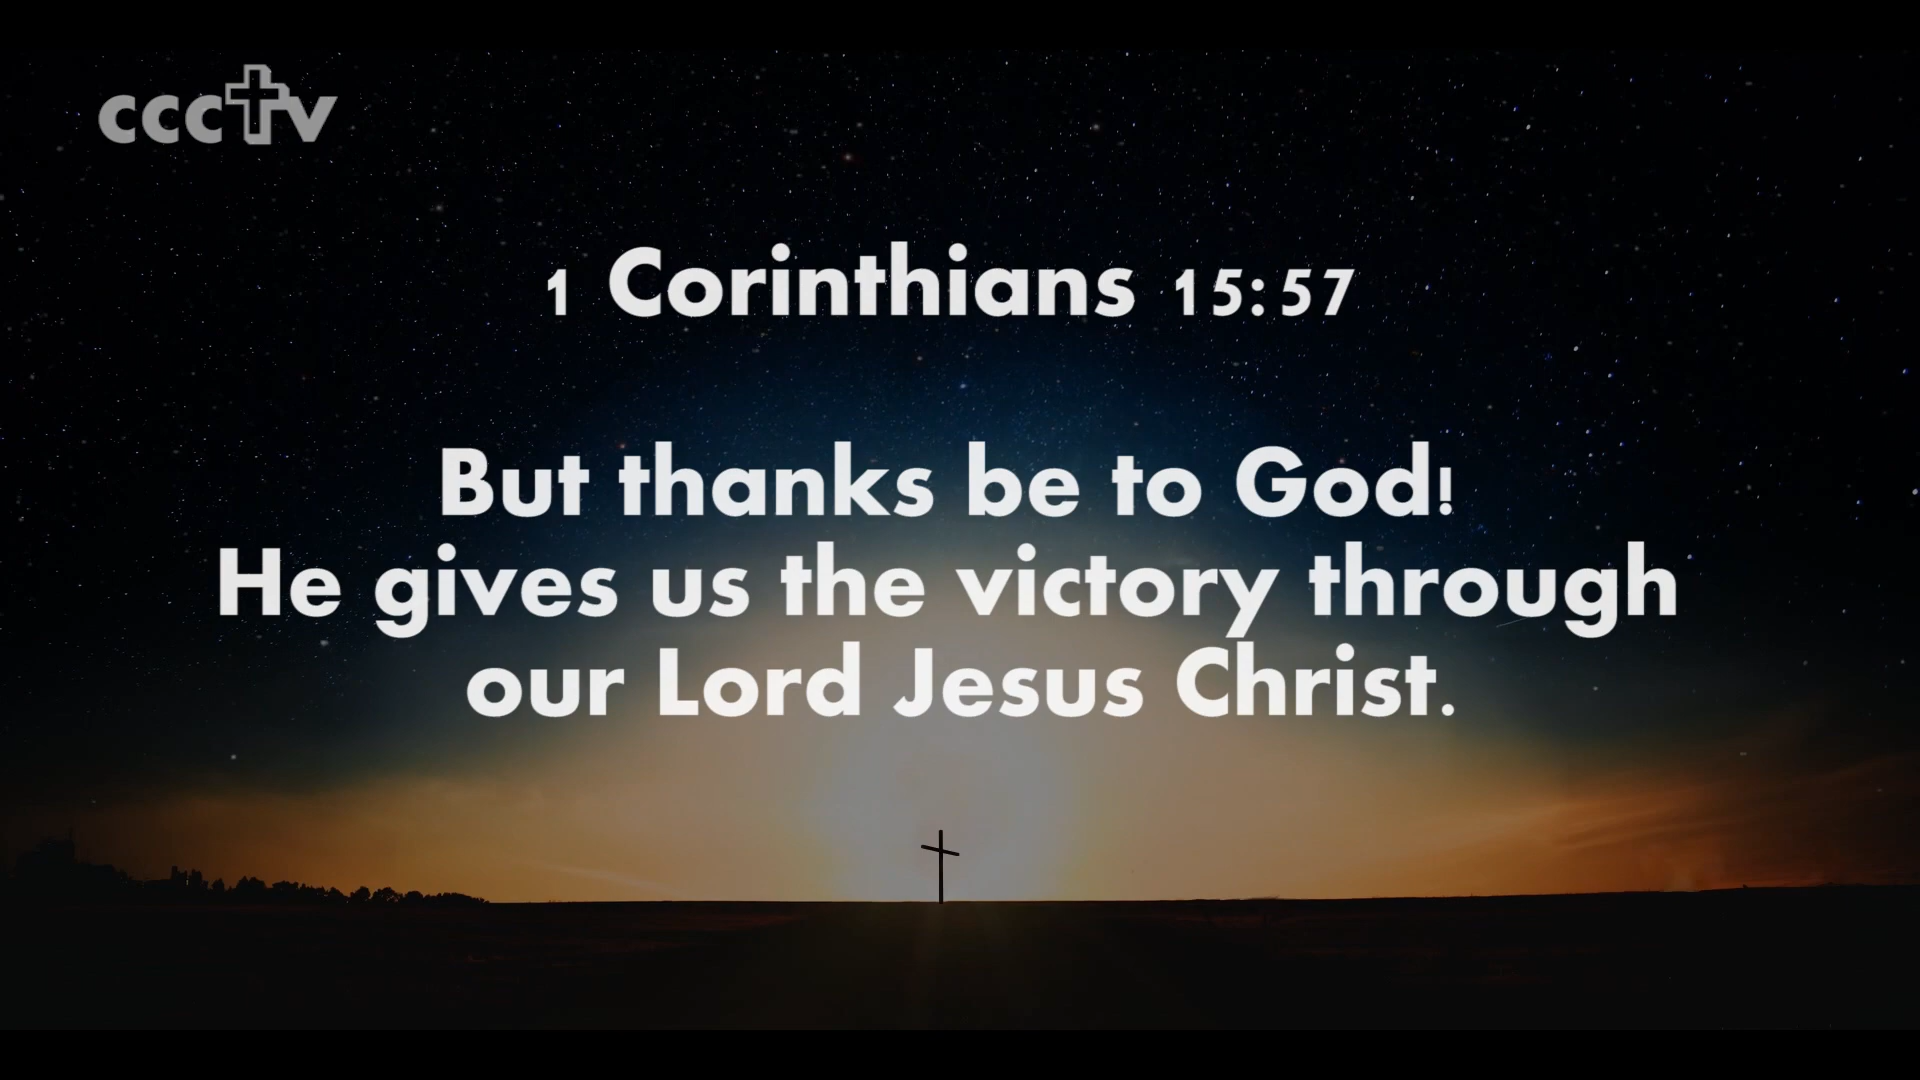 ccctv
1 Corinthians 15:57
But thanks be to God!
He gives us the victory through
our Lord Jesus Christ.